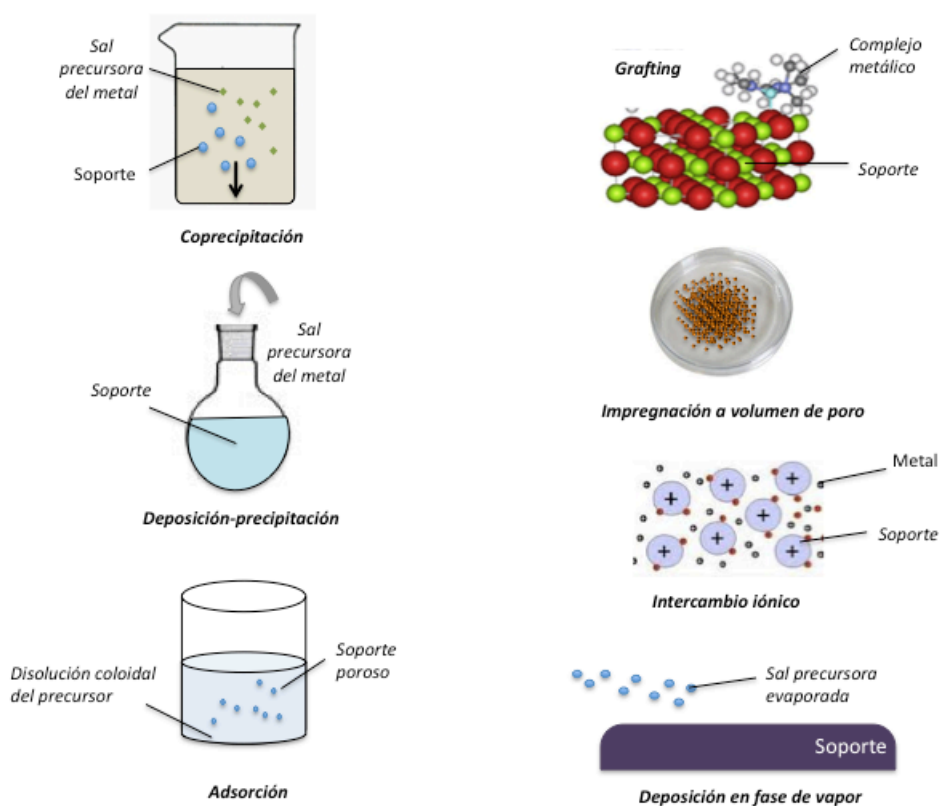 Sal
precursora
del metal
Soporte
Coprecipitación
Sal
precursora
del metal
Soporte
Deposición-precipitación
Disolución coloidal
del precursor
Soporte
poroso
Adsorción
Grafting
Complejo
metálico
Soporte
Impregnación a volumen de poro
Metal
Soporte
Intercambio iónico
Sal precursora
evaporada
Soporte
Deposición en fase de vapor